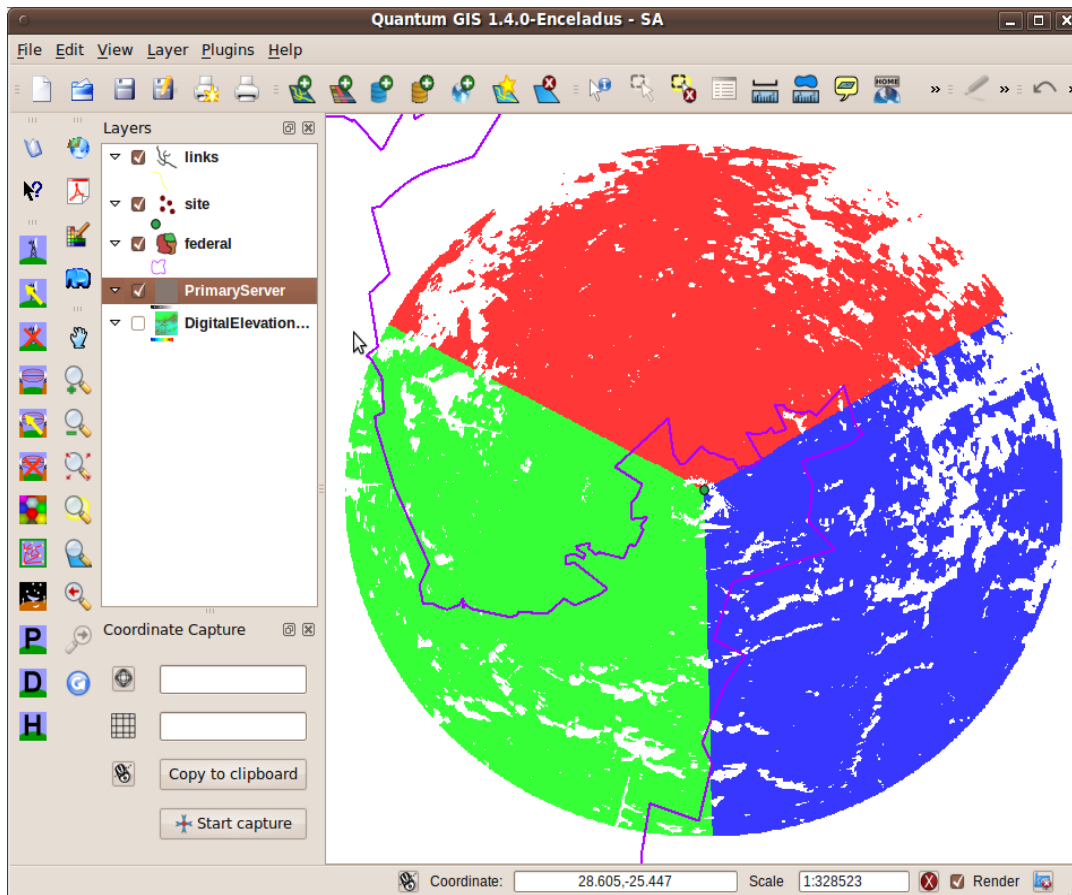 Quantum GIS 1.4.0-Enceladus - SA
File Edit View Layer Plugins Help
HOME
» » »
Layers
links
site
federal
PrimaryServer
DigitalElevation...
Coordinate Capture
Copy to clipboard
Start capture
P
D
H
Coordinate: 28.605,-25.447 Scale 1:328523 Render